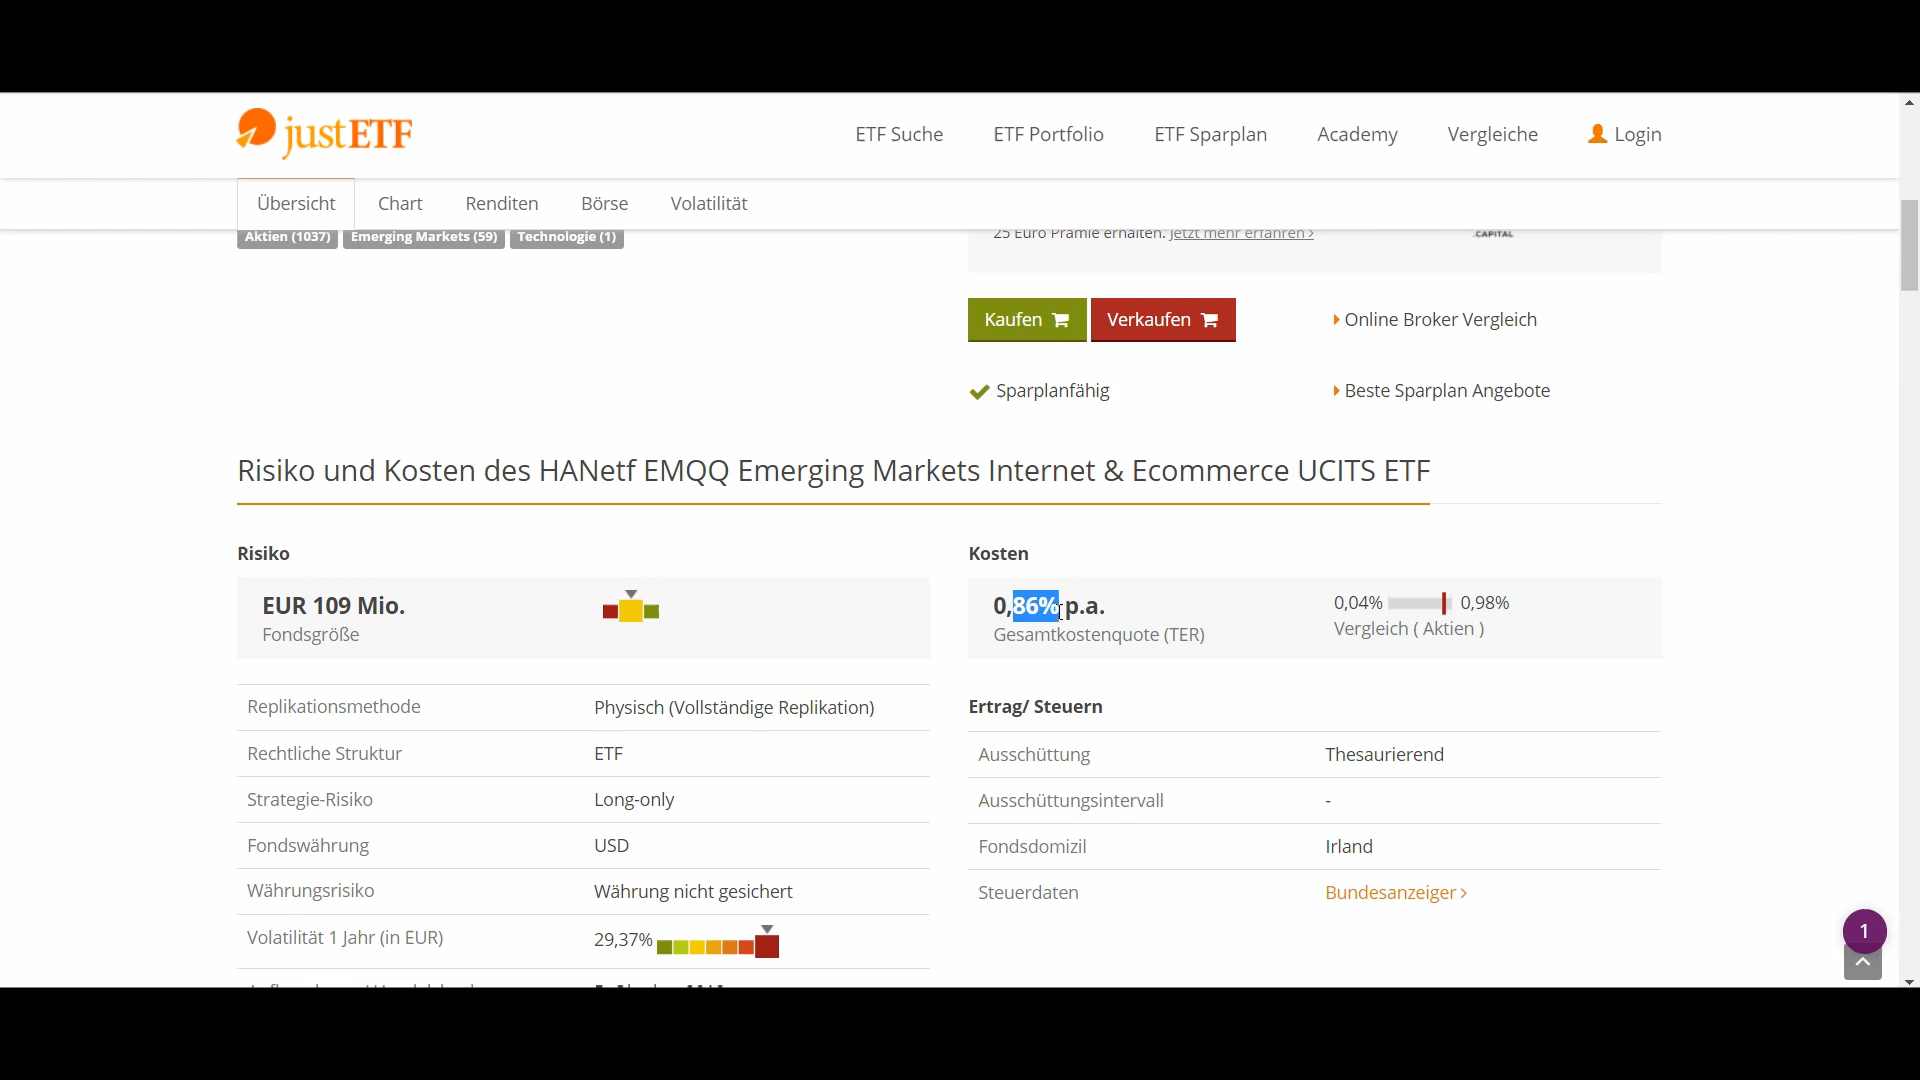 justETF
ETF Suche
ETF Portfolio
ETF Sparplan
Academy
Vergleiche
Login
Übersicht
Chart
Renditen
Börse
Volatilität
Aktien (1037)
Emerging Markets (59)
Technologie (1)
25 Euro Prämie erhalten. Jetzt mehr erfahren ›
.CAPITAL
Kaufen
Verkaufen
Online Broker Vergleich
Sparplanfähig
Beste Sparplan Angebote
Risiko und Kosten des HANetf EMQQ Emerging Markets Internet & Ecommerce UCITS ETF
Risiko
EUR 109 Mio.
Fondsgröße
Replikationsmethode Physisch (Vollständige Replikation)
Rechtliche Struktur ETF
Strategie-Risiko Long-only
Fondswährung USD
Währungsrisiko Währung nicht gesichert
Volatilität 1 Jahr (in EUR) 29,37%
Kosten
0,86% p.a.
Gesamtkostenquote (TER)
0,04% 0,98%
Vergleich ( Aktien )
Ertrag/ Steuern
Ausschüttung Thesaurierend
Ausschüttungsintervall -
Fondsdomizil Irland
Steuerdaten Bundesanzeiger ›
1